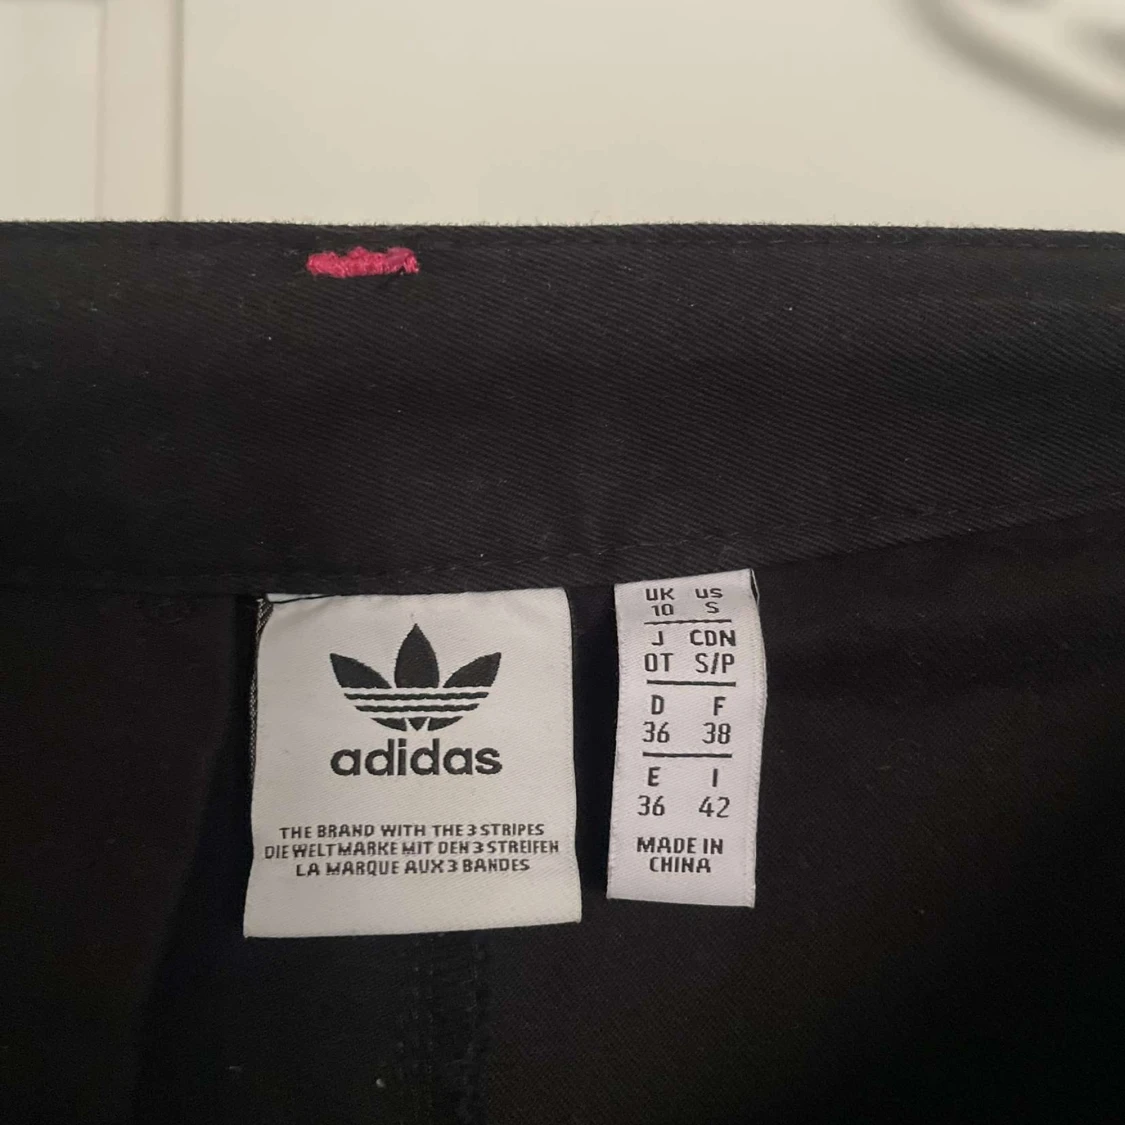 adidas
THE BRAND WITH THE 3 STRIPES
DIE WELTMARKE MIT DEN 3 STREIFEN
LA MARQUE AUX 3 BANDES
UK US
10 S
J CDN
OT S/P
D F
36 38
E I
36 42
MADE IN
CHINA